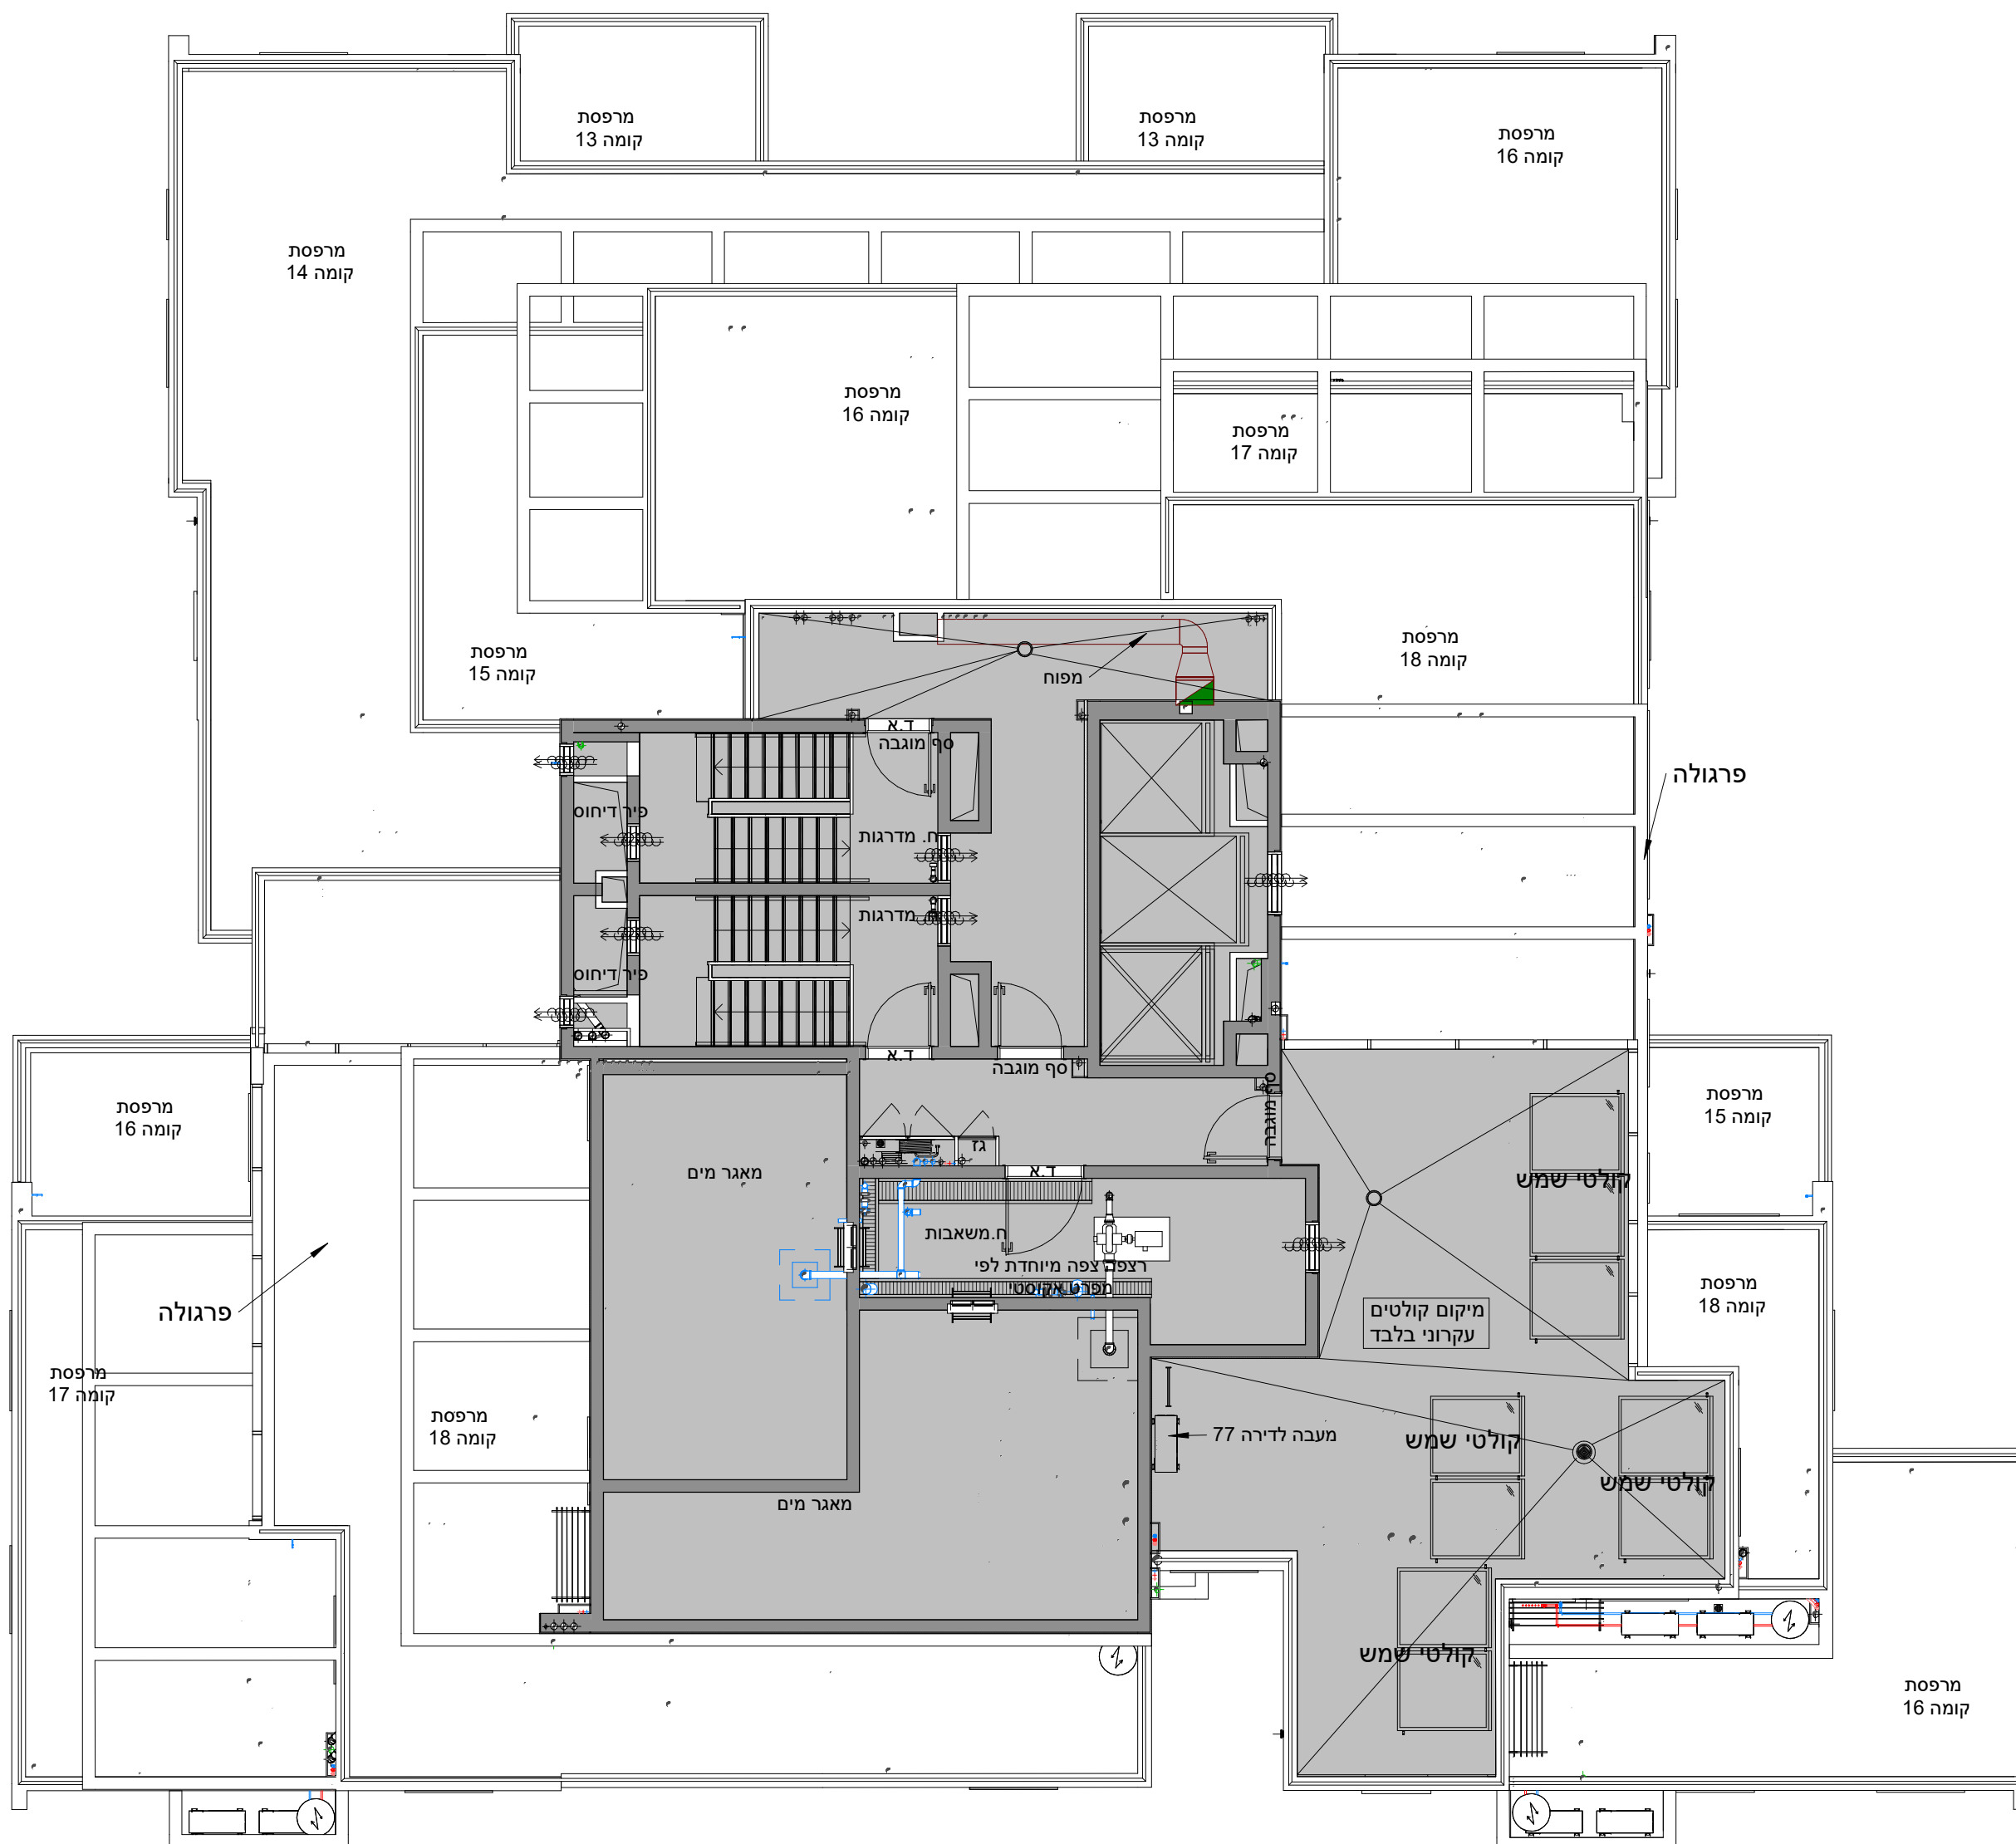 מרפסת
קומה 13
מרפסת
קומה 13
מרפסת
קומה 16
מרפסת
קומה 14
מרפסת
קומה 16
מרפסת
קומה 17
מרפסת
קומה 15
מרפסת
קומה 18
מפוח
ד.א
סף מוגבה
פרגולה
פיר דיחוס
ח. מדרגות
ח. מדרגות
פיר דיחוס
ד.א
סף מוגבה
סף מוגבה
מרפסת
קומה 16
מרפסת
קומה 15
גז
מאגר מים
ד.א
קולטי שמש
ח.משאבות
רצפה צפה מיוחדת לפי
מפרט אקוסטי
פרגולה
מיקום קולטים
עקרוני בלבד
מרפסת
קומה 18
מרפסת
קומה 17
מרפסת
קומה 18
מעבה לדירה 77
קולטי שמש
קולטי שמש
מאגר מים
קולטי שמש
מרפסת
קומה 16